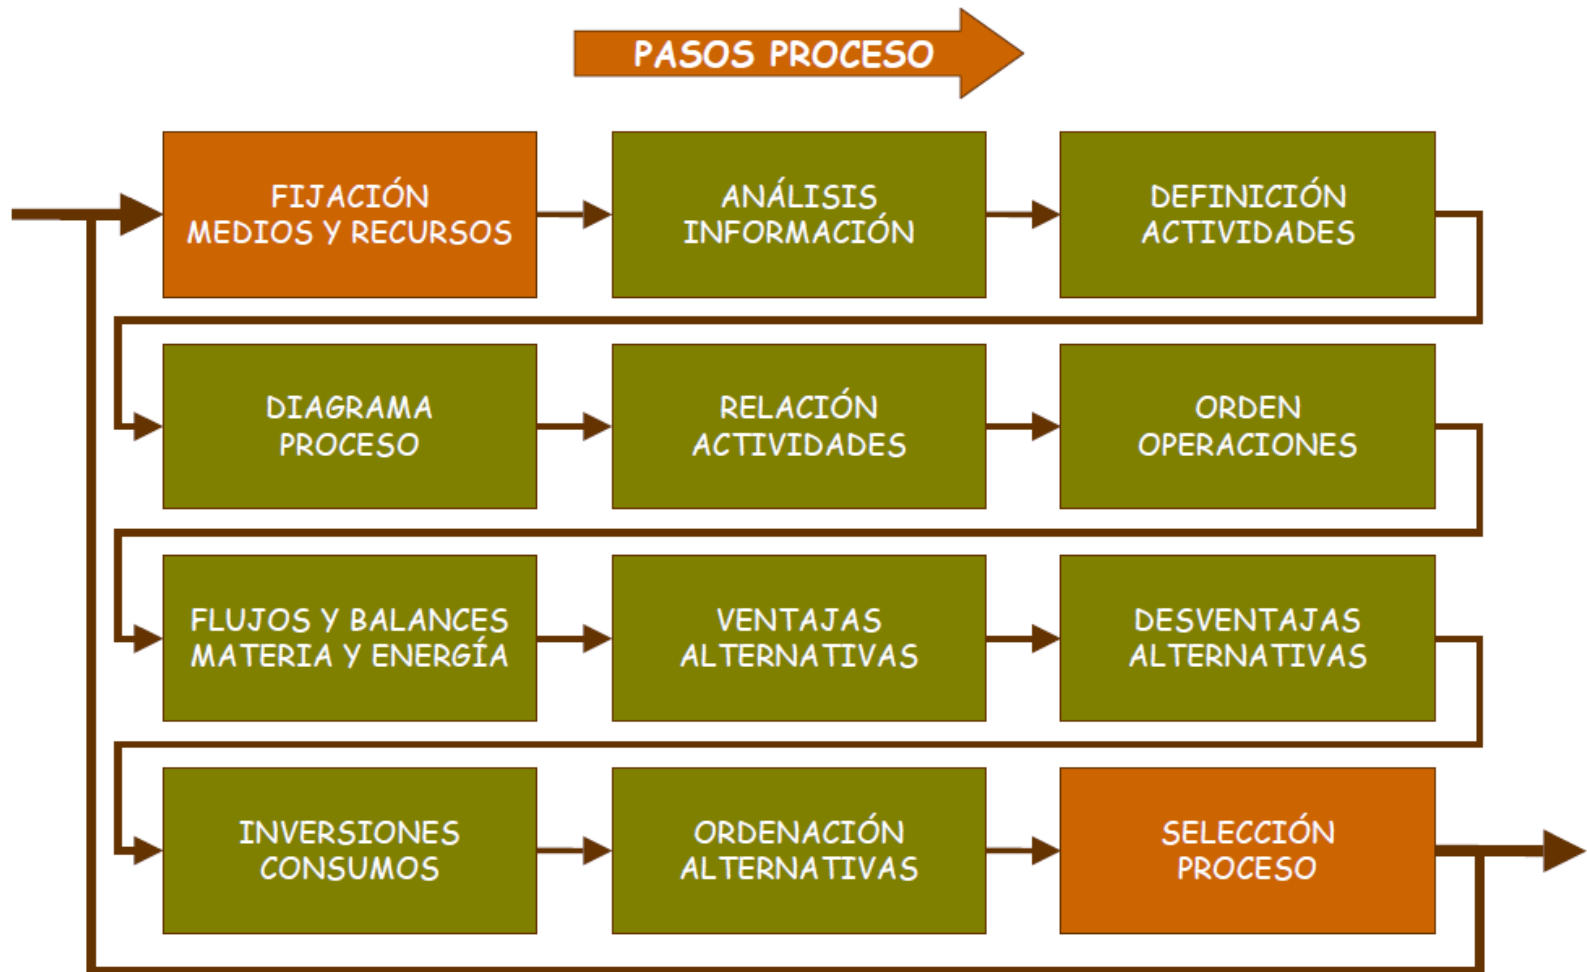 PASOS PROCESO
FIJACIÓN
MEDIOS Y RECURSOS
ANÁLISIS
INFORMACIÓN
DEFINICIÓN
ACTIVIDADES
DIAGRAMA
PROCESO
RELACIÓN
ACTIVIDADES
ORDEN
OPERACIONES
FLUJOS Y BALANCES
MATERIA Y ENERGÍA
VENTAJAS
ALTERNATIVAS
DESVENTAJAS
ALTERNATIVAS
INVERSIONES
CONSUMOS
ORDENACIÓN
ALTERNATIVAS
SELECCIÓN
PROCESO